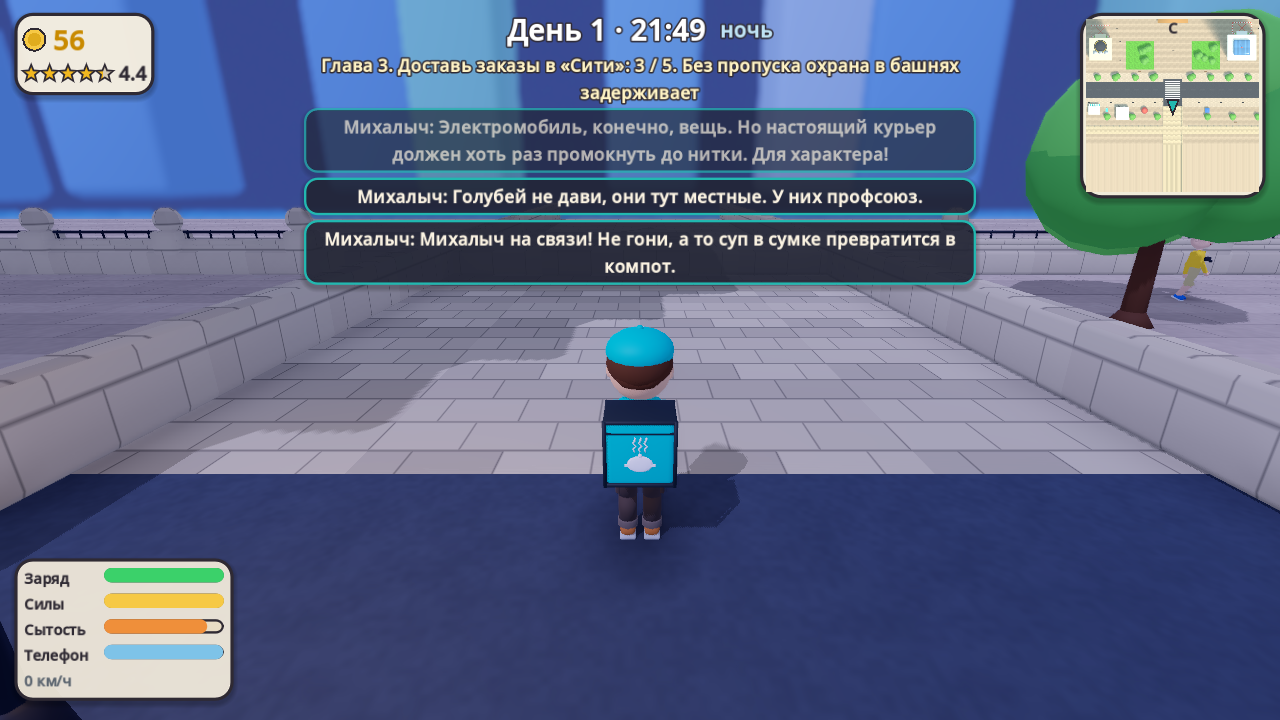 56
4.4
День 1 · 21:49 ночь
Глава 3. Доставь заказы в «Сити»: 3 / 5. Без пропуска охрана в башнях
задерживает
Михалыч: Электромобиль, конечно, вещь. Но настоящий курьер
должен хоть раз промокнуть до нитки. Для характера!
Михалыч: Голубей не дави, они тут местные. У них профсоюз.
Михалыч: Михалыч на связи! Не гони, а то суп в сумке превратится в
компот.
С
Заряд
Силы
Сытость
Телефон
0 км/ч